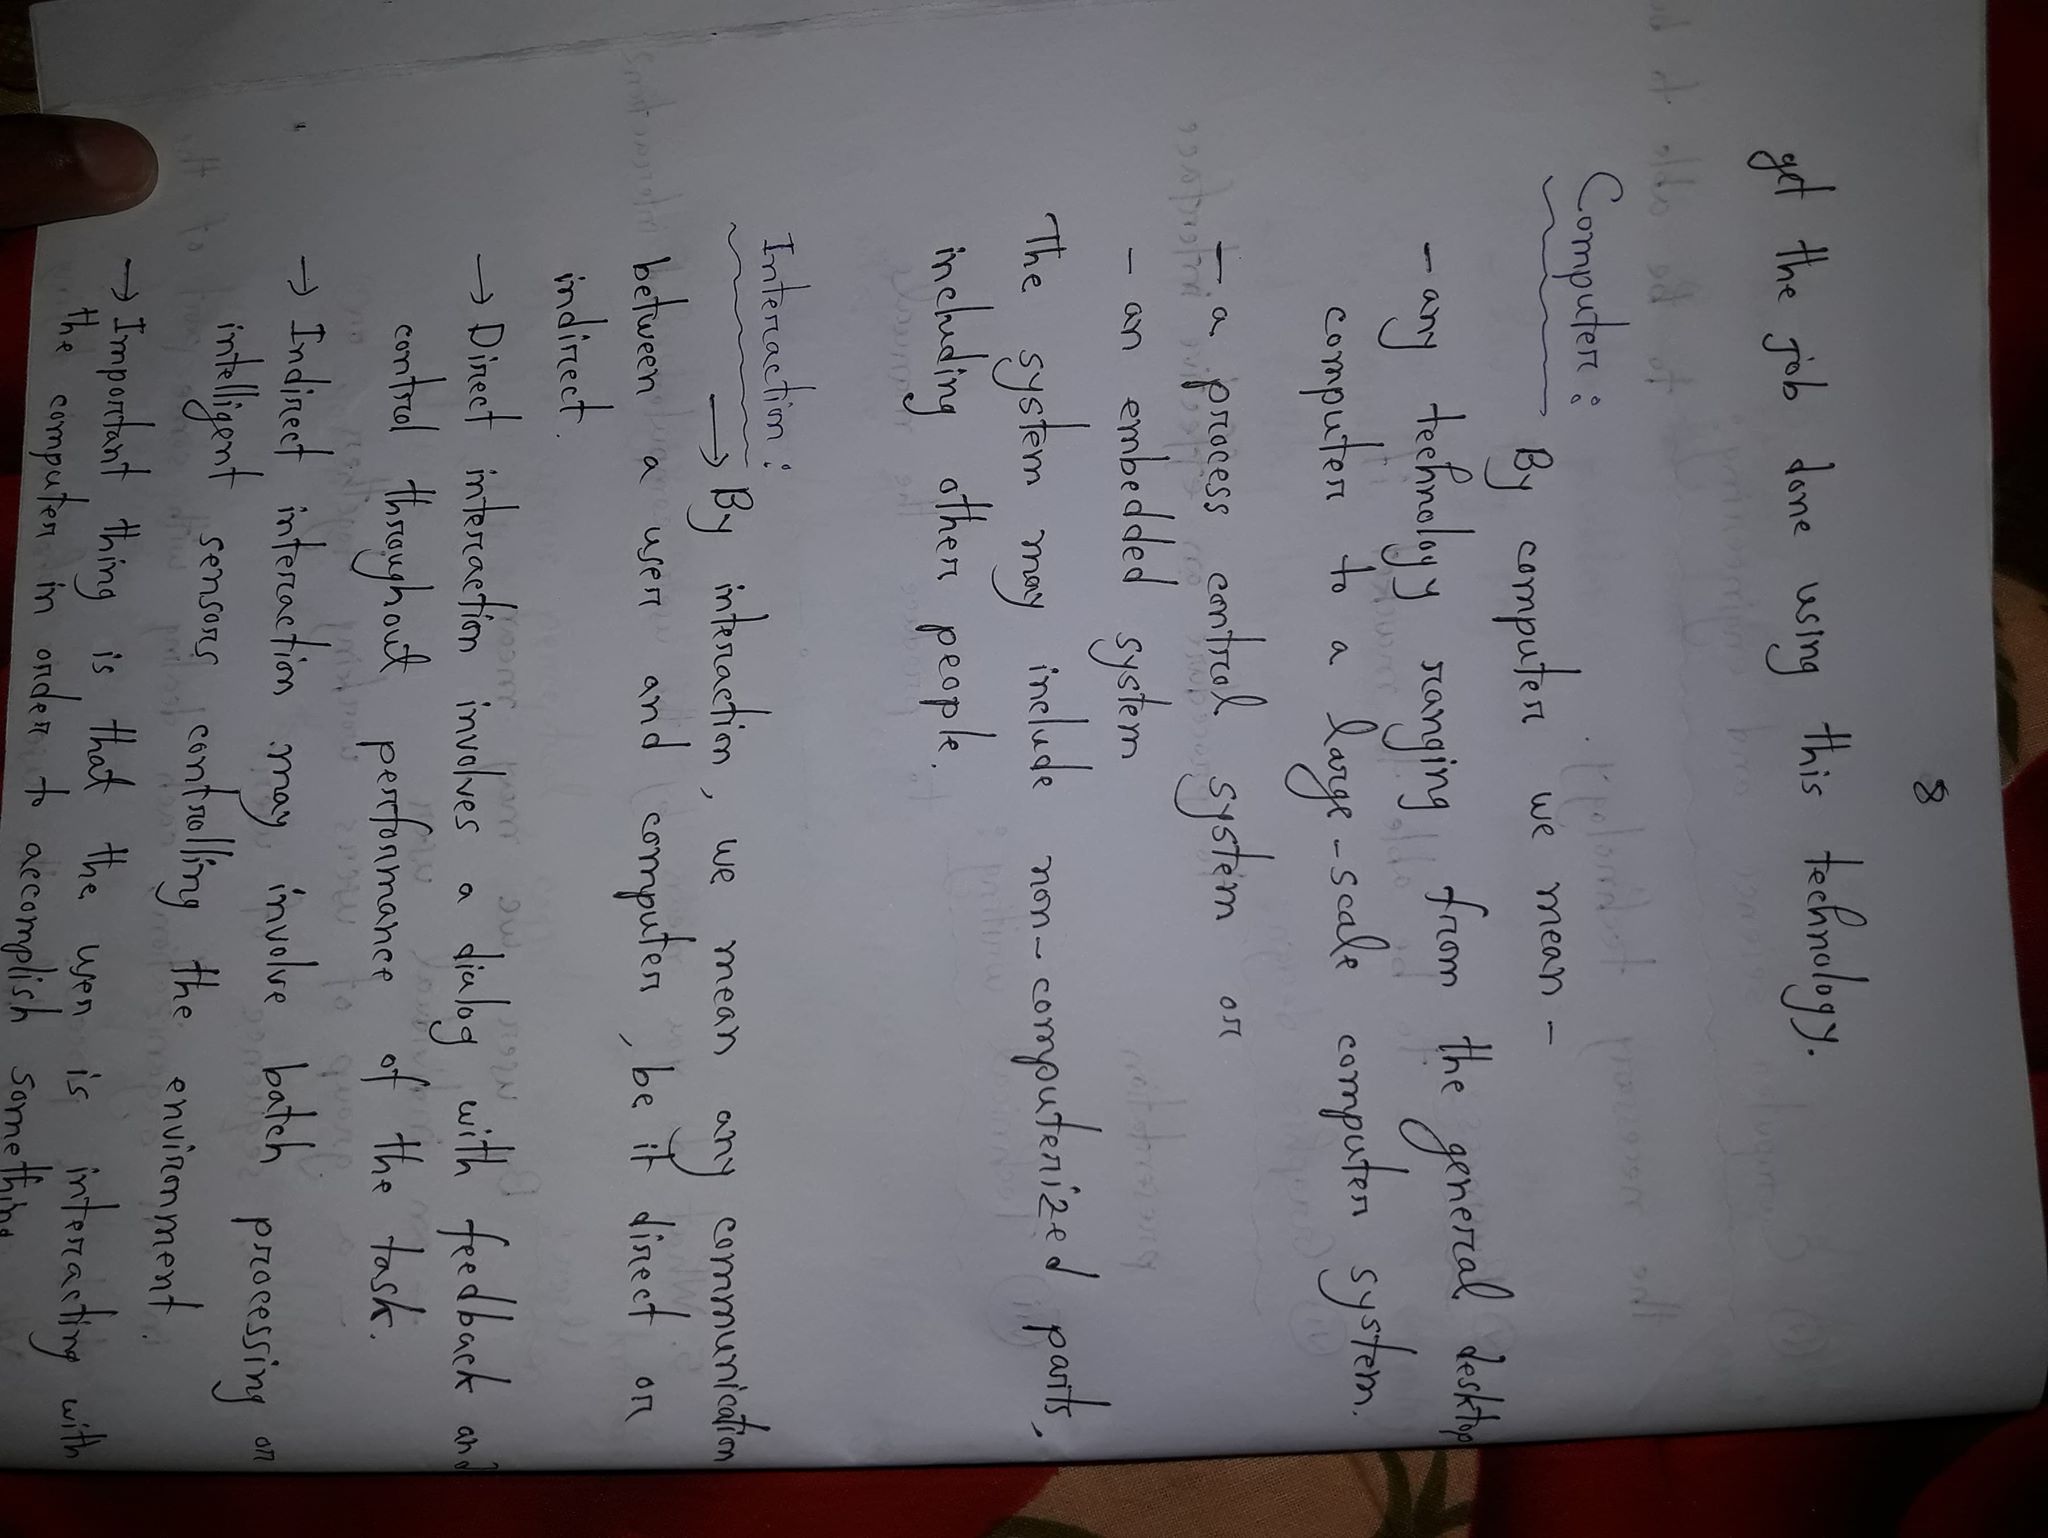 8
get the job done using this technology.
Computer :
By computer we mean -
- any technology ranging from the general desktop
computer to a large-scale computer system.
- a process control system or
- an embedded system
The system may include non-computerized parts,
including other people.
Interaction :
→ By interaction, we mean any communication
between a user and computer, be it direct or
indirect.
→ Direct interaction involves a dialog with feedback and
control throughout performance of the task.
→ Indirect interaction may involve batch processing or
intelligent sensors controlling the environment.
→ Important thing is that the user is interacting with
the computer in order to accomplish something